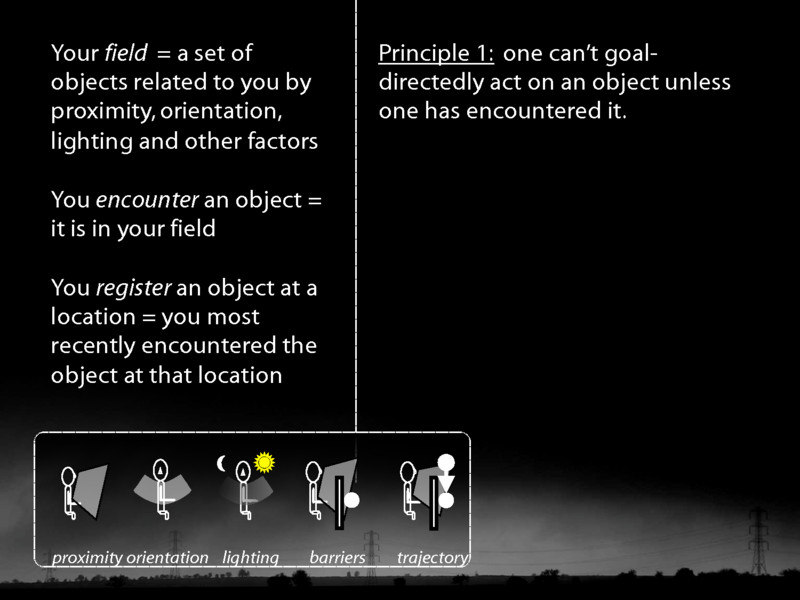 Your field = a set of
objects related to you by
proximity, orientation,
lighting and other factors
You encounter an object =
it is in your field
You register an object at a
location = you most
recently encountered the
object at that location
Principle 1: one can't goal-
directedly act on an object unless
one has encountered it.
proximity orientation lighting barriers trajectory